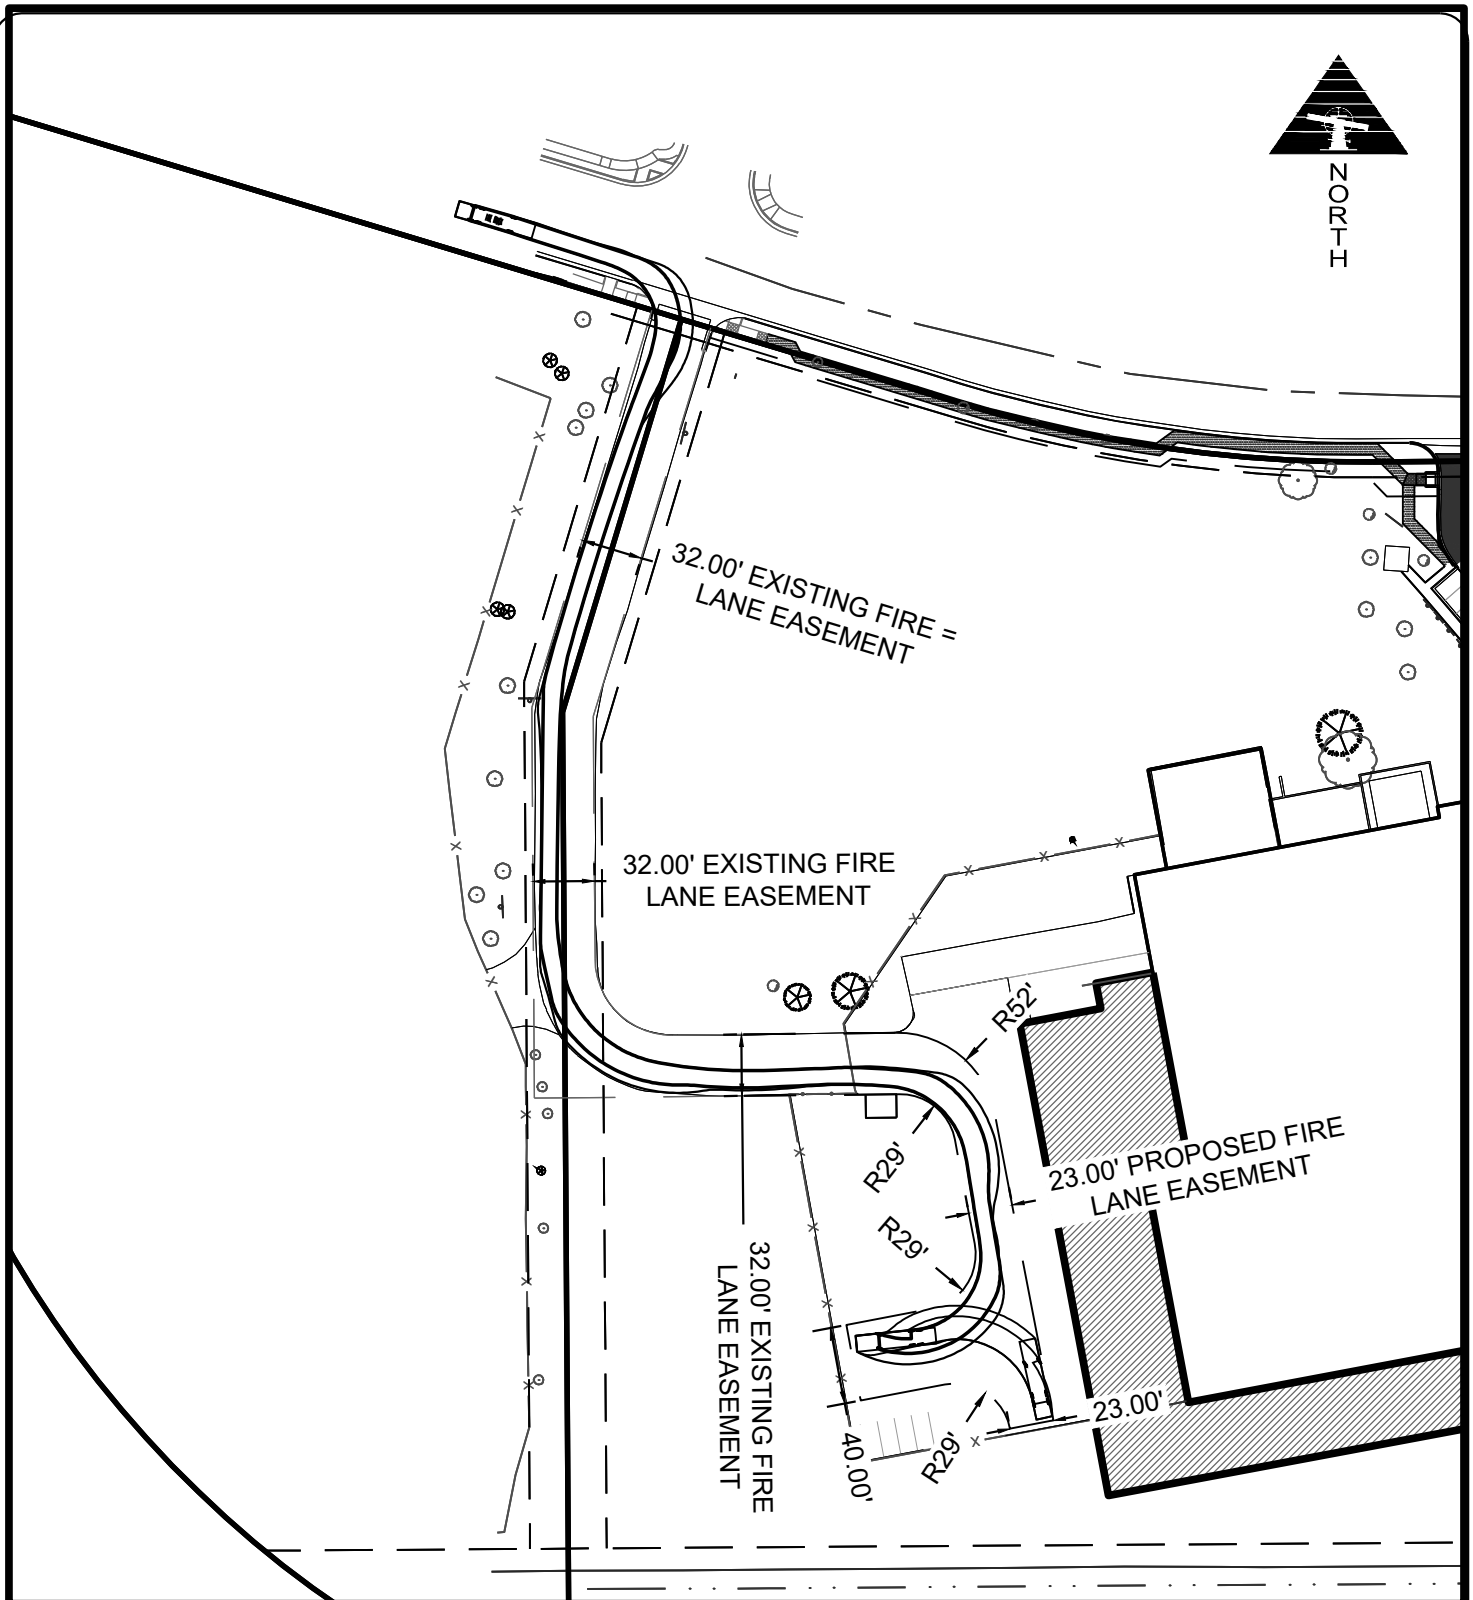 NORTH
32.00' EXISTING FIRE =
LANE EASEMENT
32.00' EXISTING FIRE
LANE EASEMENT
R52'
R29'
23.00' PROPOSED FIRE
LANE EASEMENT
R29'
32.00' EXISTING FIRE
LANE EASEMENT
23.00'
R29'
40.00'